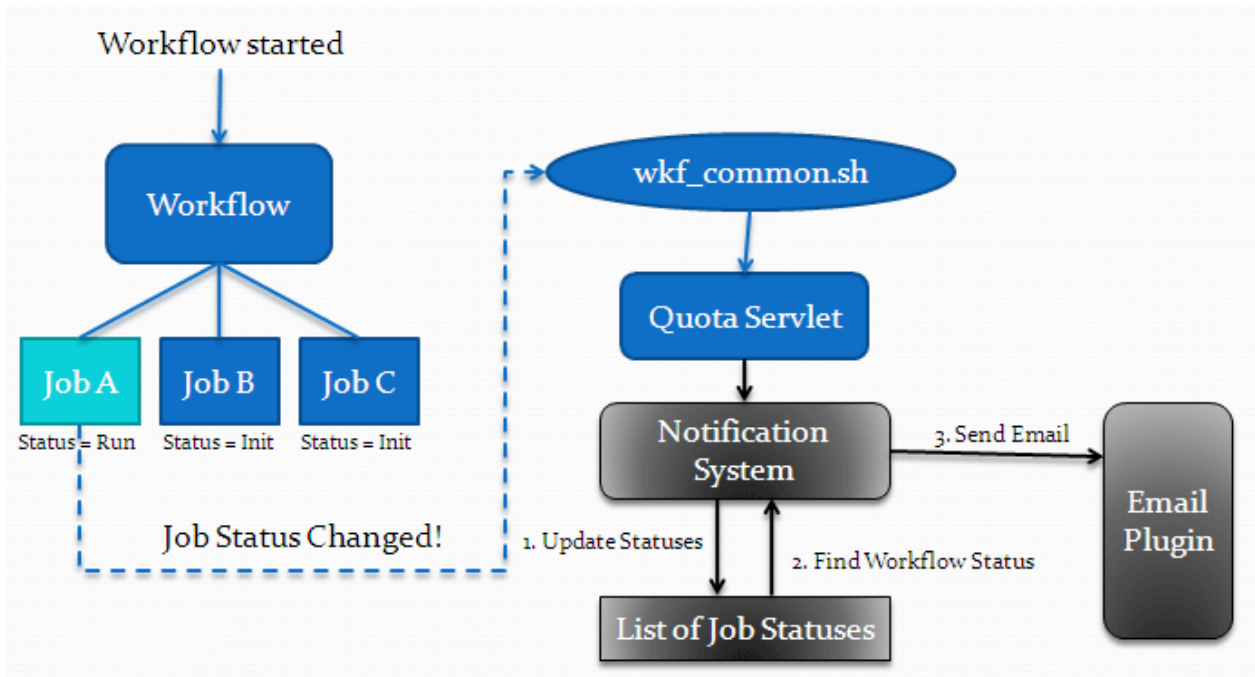 Workflow started
Workflow
Job A
Job B
Job C
Status = Run
Status = Init
Status = Init
Job Status Changed!
wkf_common.sh
Quota Servlet
Notification
System
3. Send Email
Email
Plugin
1. Update Statuses
2. Find Workflow Status
List of Job Statuses